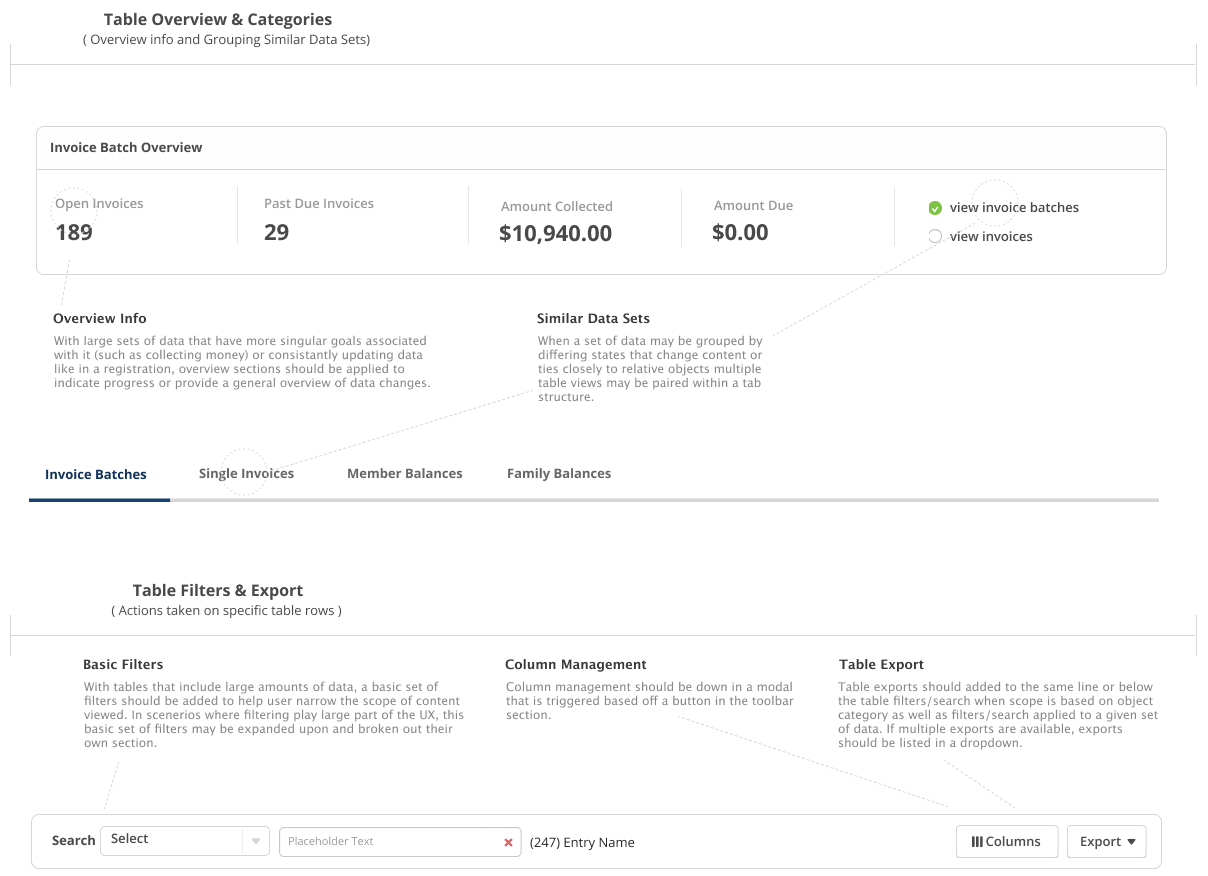 Table Overview & Categories
( Overview info and Grouping Similar Data Sets)
Invoice Batch Overview
Open Invoices
189
Past Due Invoices
29
Amount Collected
$10,940.00
Amount Due
$0.00
view invoice batches
view invoices
Overview Info
With large sets of data that have more singular goals associated
with it (such as collecting money) or consistantly updating data
like in a registration, overview sections should be applied to
indicate progress or provide a general overview of data changes.
Similar Data Sets
When a set of data may be grouped by
differing states that change content or
ties closely to relative objects multiple
table views may be paired within a tab
structure.
Invoice Batches
Single Invoices
Member Balances
Family Balances
Table Filters & Export
( Actions taken on specific table rows )
Basic Filters
With tables that include large amounts of data, a basic set of
filters should be added to help user narrow the scope of content
viewed. In scenerios where filtering play large part of the UX, this
basic set of filters may be expanded upon and broken out their
own section.
Column Management
Column management should be down in a modal
that is triggered based off a button in the toolbar
section.
Table Export
Table exports should added to the same line or below
the table filters/search when scope is based on object
category as well as filters/search applied to a given set
of data. If multiple exports are available, exports
should be listed in a dropdown.
Search
Select
Placeholder Text
(247) Entry Name
Columns
Export